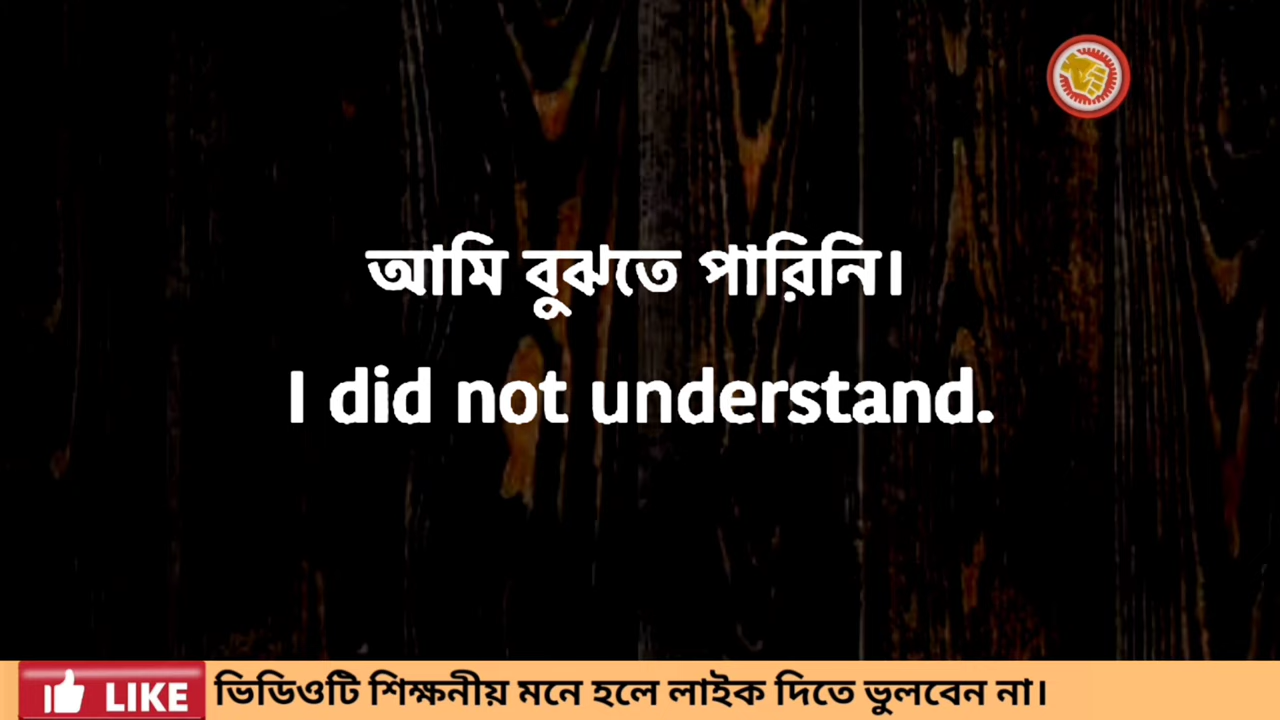 আমি বুঝতে পারিনি।
I did not understand.
LIKE ভিডিওটি শিক্ষনীয় মনে হলে লাইক দিতে ভুলবেন না।